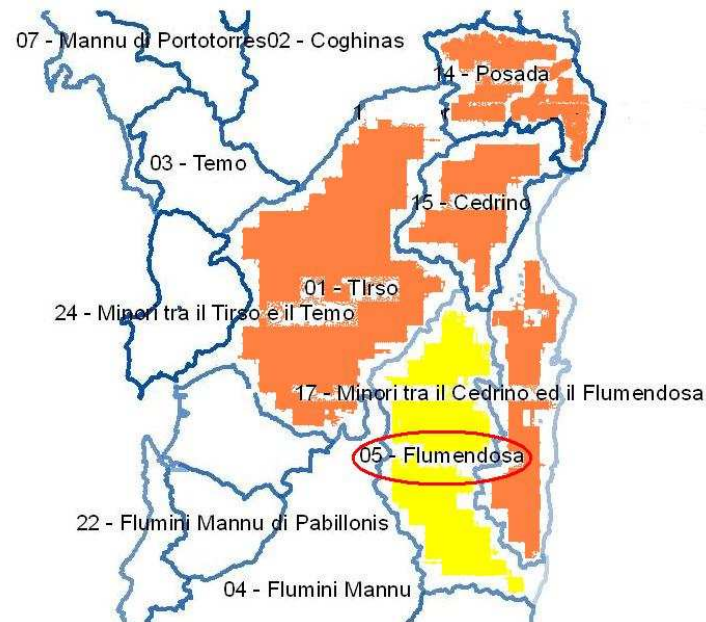 07 - Mannu di Portotorres
02 - Coghinas
14 - Posada
03 - Temo
15 - Cedrino
01 - TIrso
24 - Minori tra il Tirso e il Temo
17 - Minori tra il Cedrino ed il Flumendosa
05 - Flumendosa
22 - Flumini Mannu di Pabillonis
04 - Flumini Mannu